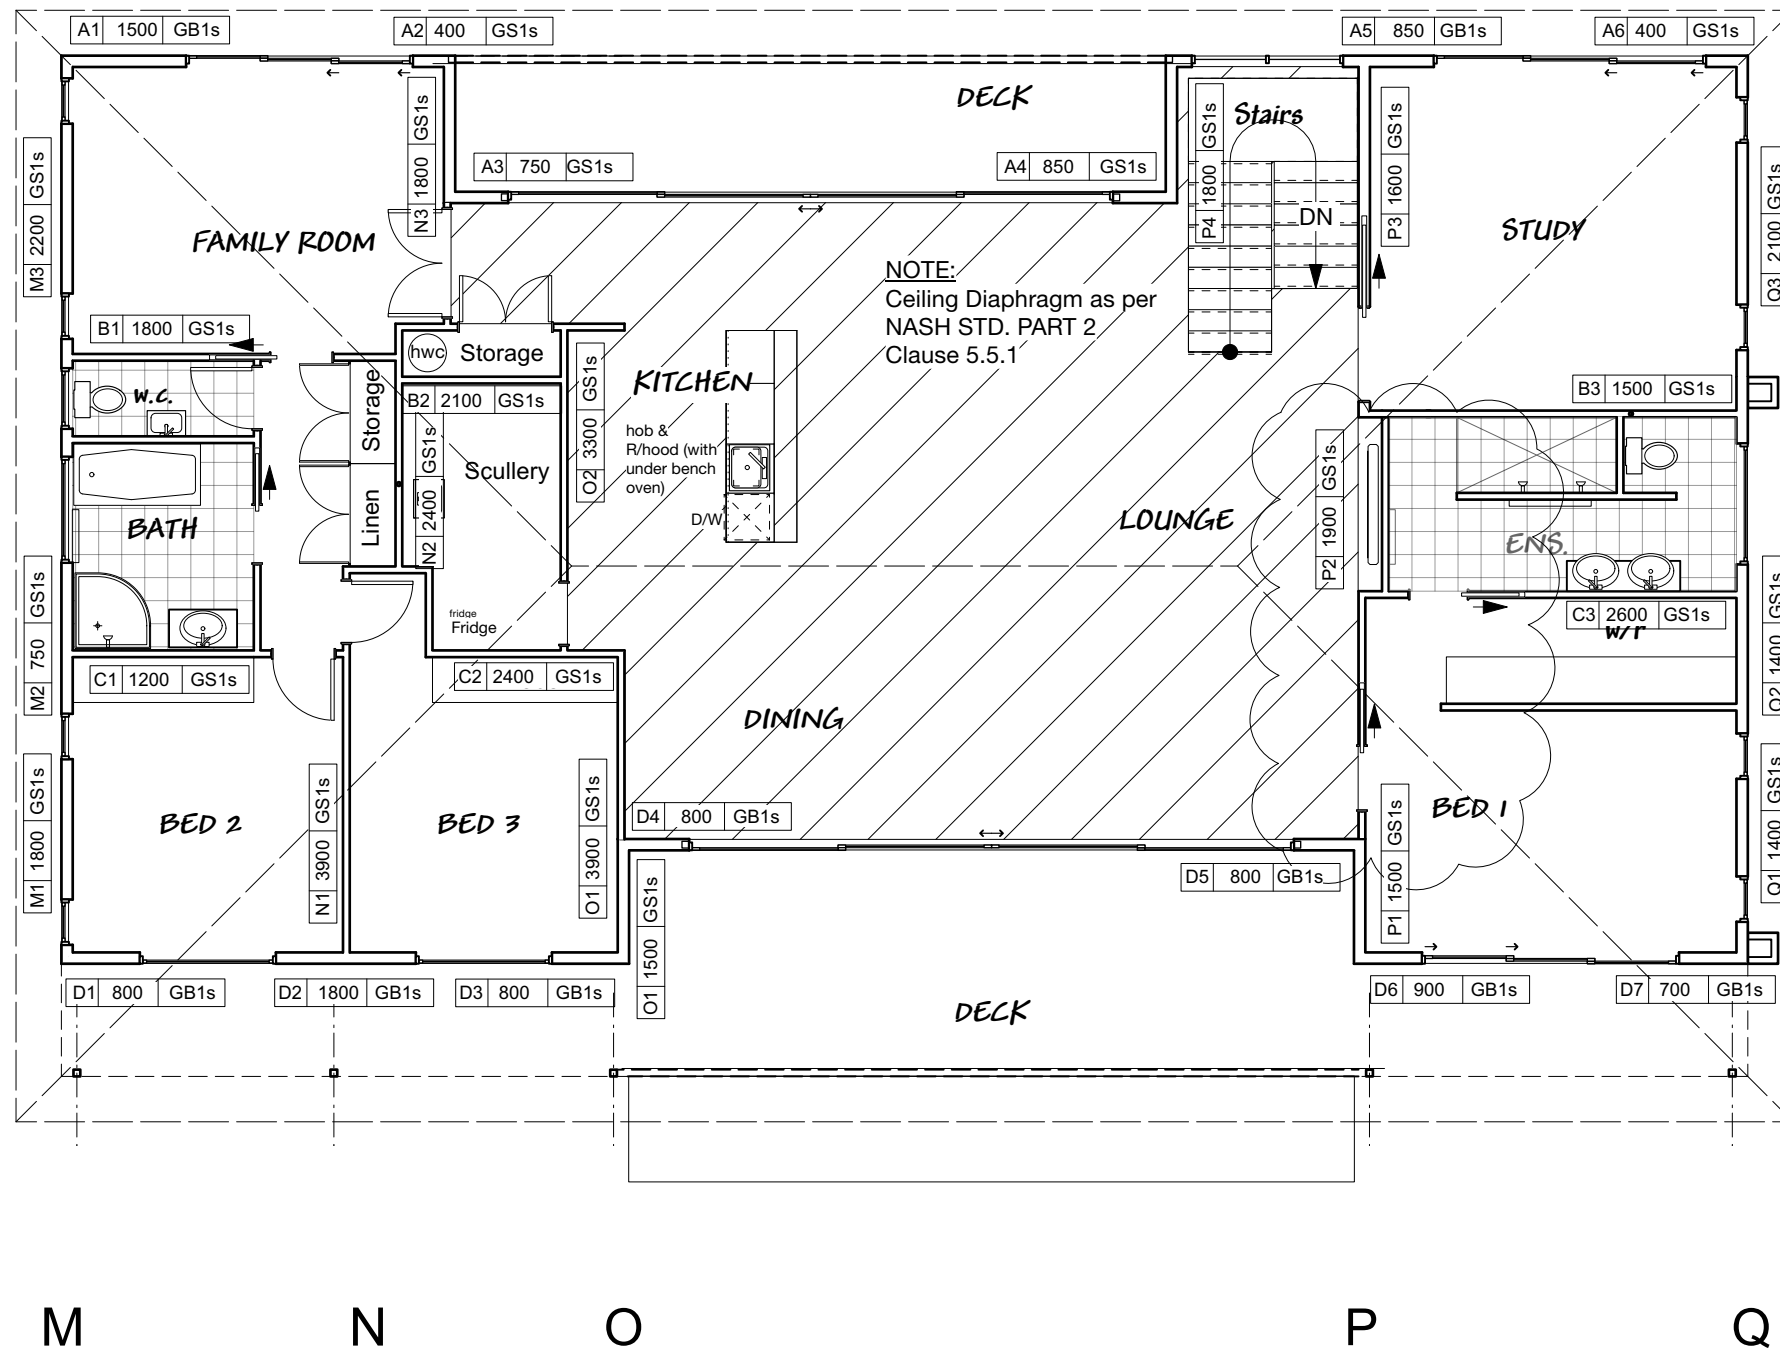 A1 1500 GB1s
A2 400 GS1s
A5 850 GB1s
A6 400 GS1s
DECK
Stairs
A3 750 GS1s
A4 850 GS1s
N3 1800 GS1s
P4 1800 GS1s
P3 1600 GS1s
M3 2200 GS1s
Q3 2100 GS1s
DN
FAMILY ROOM
STUDY
NOTE:
Ceiling Diaphragm as per
NASH STD. PART 2
Clause 5.5.1
B1 1800 GS1s
hwc
Storage
KITCHEN
W.C.
Storage
B2 2100 GS1s
O2 3300 GS1s
B3 1500 GS1s
hob &
R/hood (with
under bench
oven)
Scullery
N2 2400 GS1s
Linen
BATH
D/W
LOUNGE
P2 1900 GS1s
ENS.
fridge
Fridge
C3 2600 GS1s
W/r
M2 750 GS1s
Q2 1400 GS1s
C1 1200 GS1s
C2 2400 GS1s
DINING
M1 1800 GS1s
BED 2
N1 3900 GS1s
BED 3
O1 3900 GS1s
D4 800 GB1s
BED 1
P1 1500 GS1s
Q1 1400 GS1s
D5 800 GB1s
O1 1500 GS1s
D1 800 GB1s
D2 1800 GB1s
D3 800 GB1s
D6 900 GB1s
D7 700 GB1s
DECK
M N O P Q